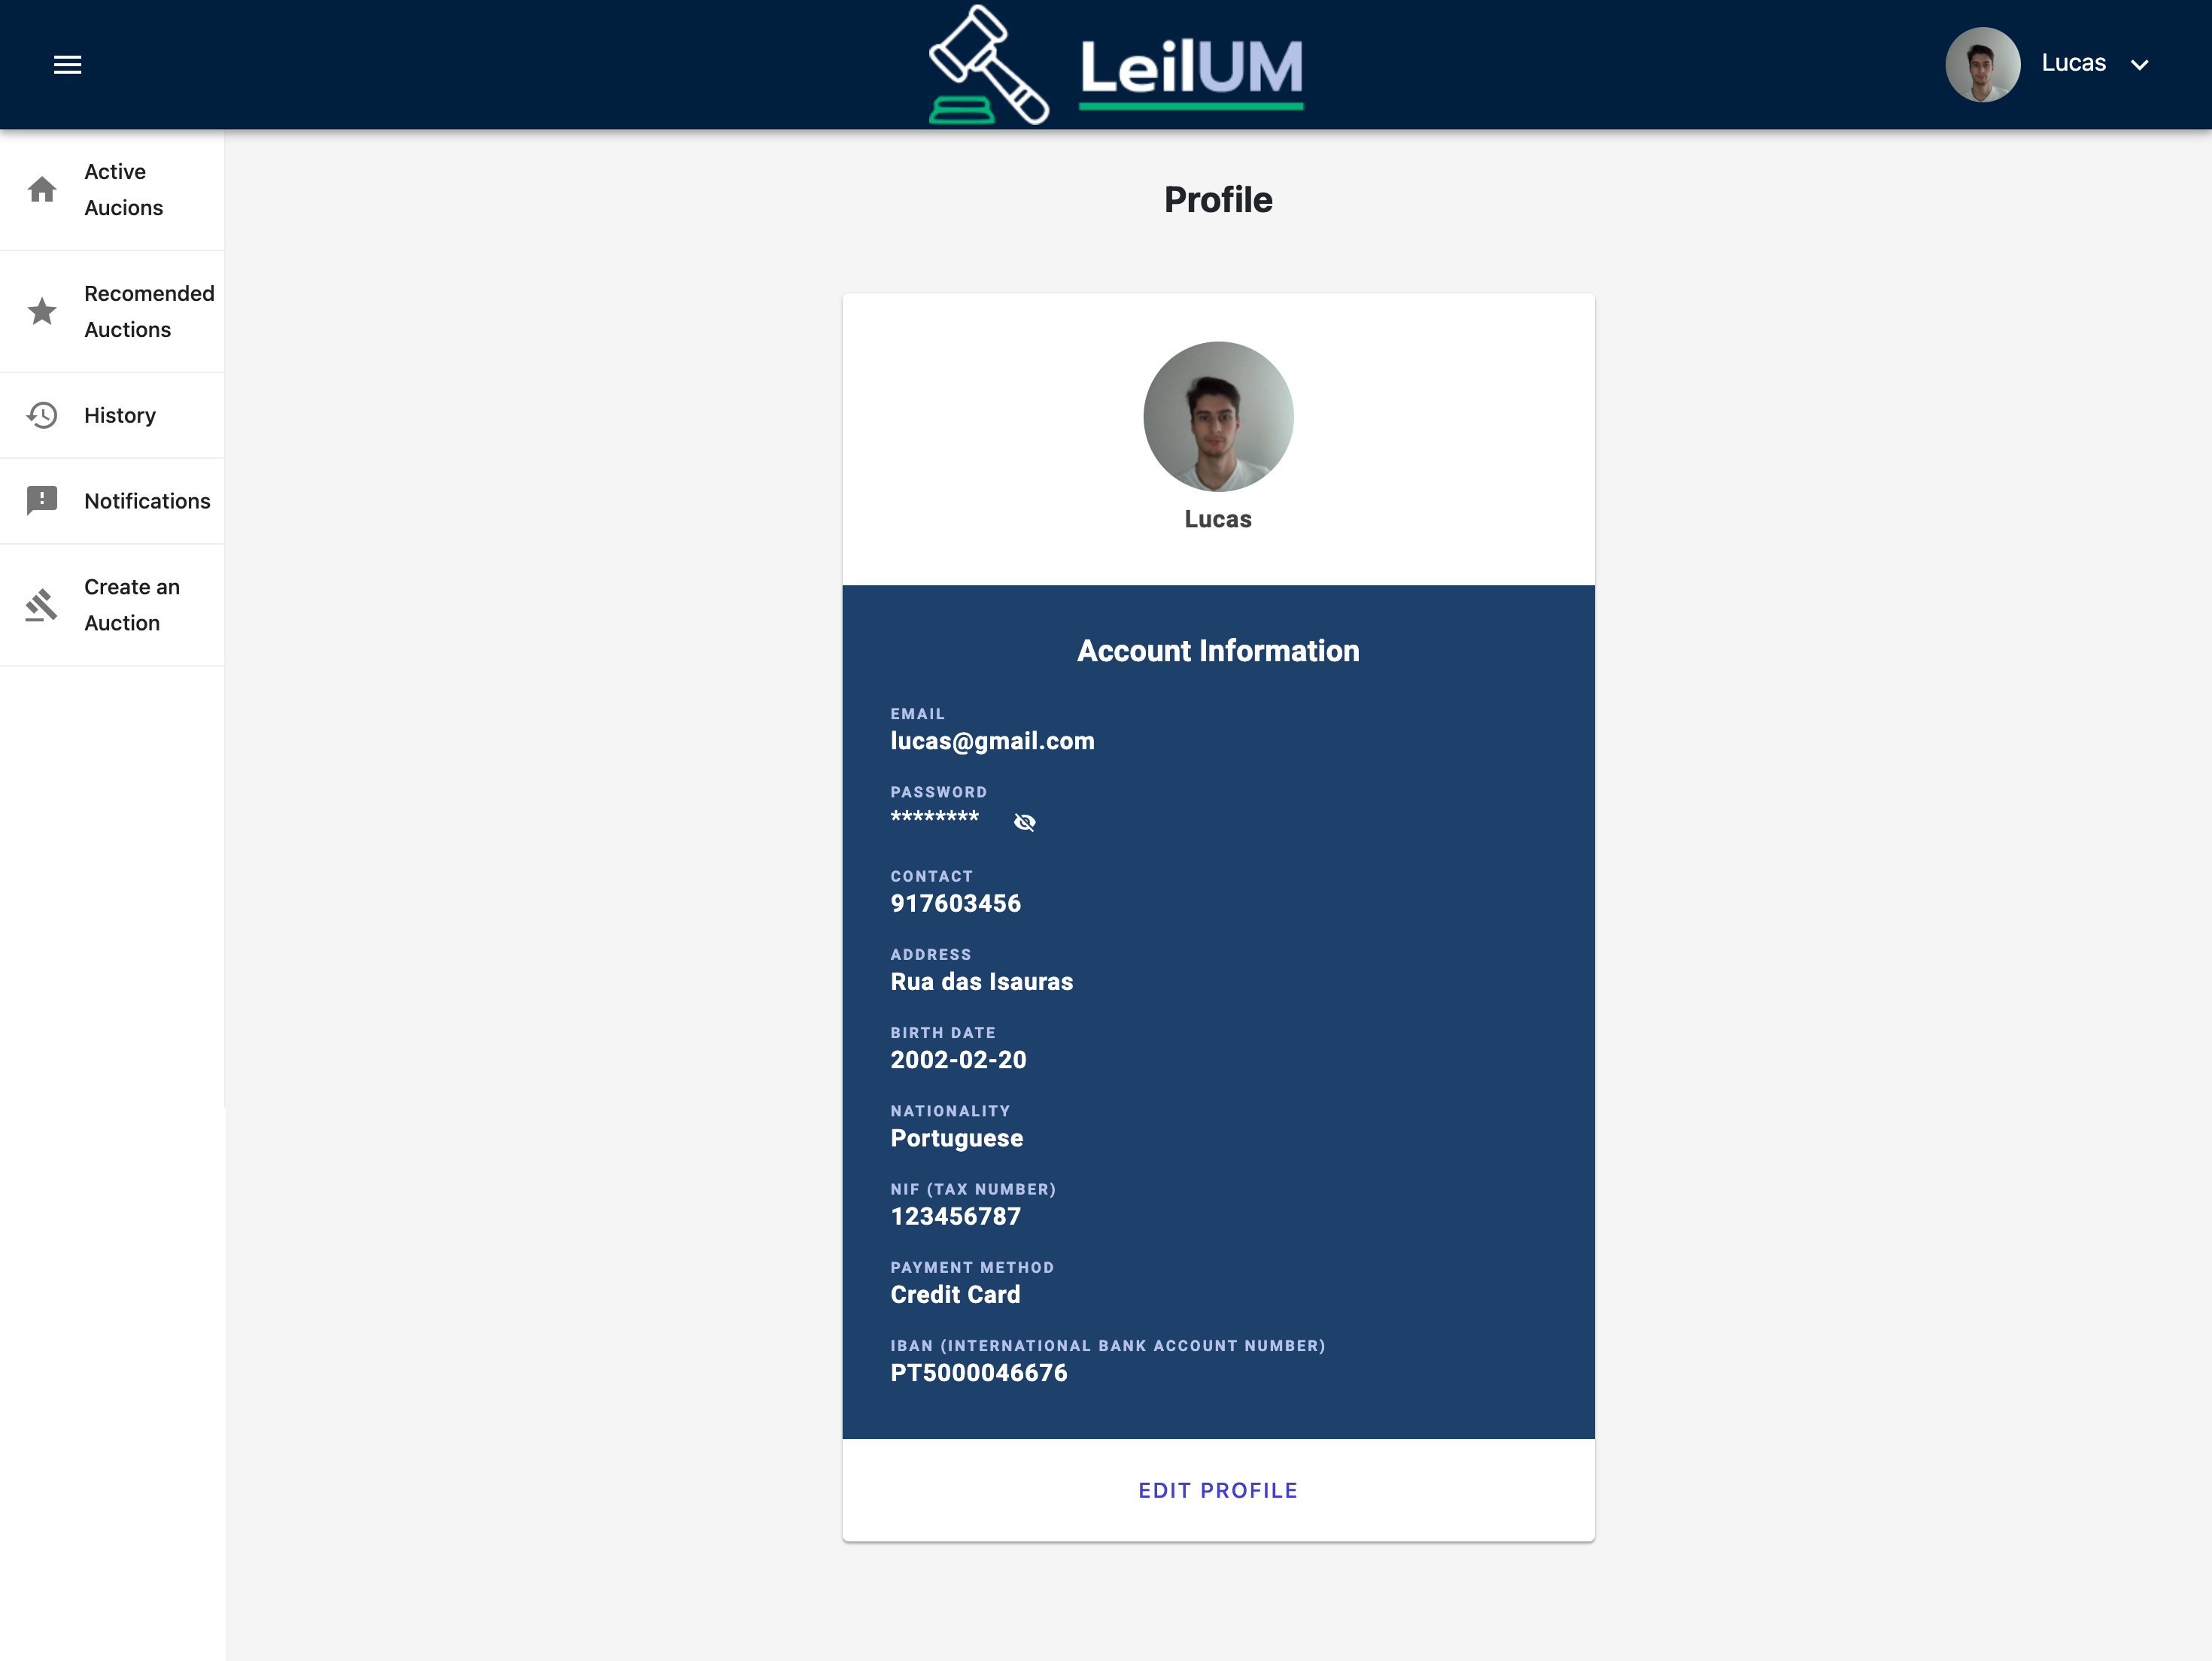 LeilUM
Lucas
Active
Aucions
Recomended
Auctions
History
Notifications
Create an
Auction
Profile
Lucas
Account Information
EMAIL
lucas@gmail.com
PASSWORD
********
CONTACT
917603456
ADDRESS
Rua das Isauras
BIRTH DATE
2002-02-20
NATIONALITY
Portuguese
NIF (TAX NUMBER)
123456787
PAYMENT METHOD
Credit Card
IBAN (INTERNATIONAL BANK ACCOUNT NUMBER)
PT5000046676
EDIT PROFILE